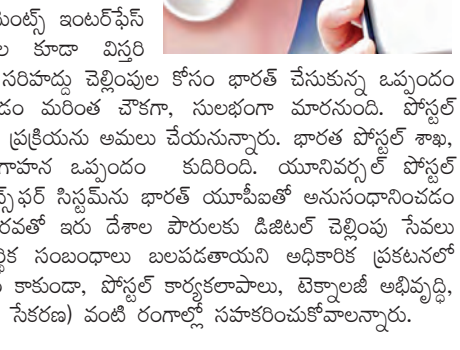 మెంట్స్ ఇంటర్‌ఫేస్
ల కూడా విస్తరి
సరిహద్దు చెల్లింపుల కోసం భారత్ చేసుకున్న ఒప్పందం
డం మరింత చౌకగా, సులభంగా మారనుంది. పోస్టల్
ప్రక్రియను అమలు చేయనున్నారు. భారత పోస్టల్ శాఖ,
గాహన ఒప్పందం కుదిరింది. యూనివర్సల్ పోస్టల్
న్స్‌ఫర్ సిస్టమ్‌ను భారత్ యూపీఐతో అనుసంధానించడం
రవతో ఇరు దేశాల పౌరులకు డిజిటల్ చెల్లింపు సేవలు
ర్థిక సంబంధాలు బలపడతాయని అధికారిక ప్రకటనలో
కాకుండా, పోస్టల్ కార్యకలాపాలు, టెక్నాలజీ అభివృద్ధి,
సేకరణ) వంటి రంగాల్లో సహకరించుకోవాలన్నారు.